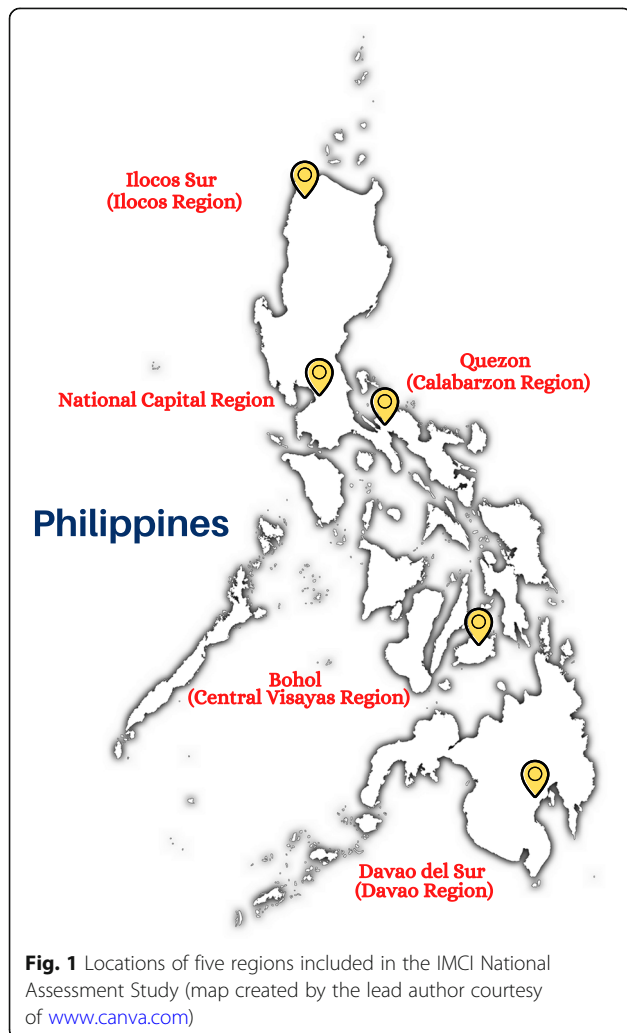 Ilocos Sur
(Ilocos Region)
Quezon
(Calabarzon Region)
National Capital Region
Philippines
Bohol
(Central Visayas Region)
Davao del Sur
(Davao Region)
Fig. 1 Locations of five regions included in the IMCI National
Assessment Study (map created by the lead author courtesy
of www.canva.com)